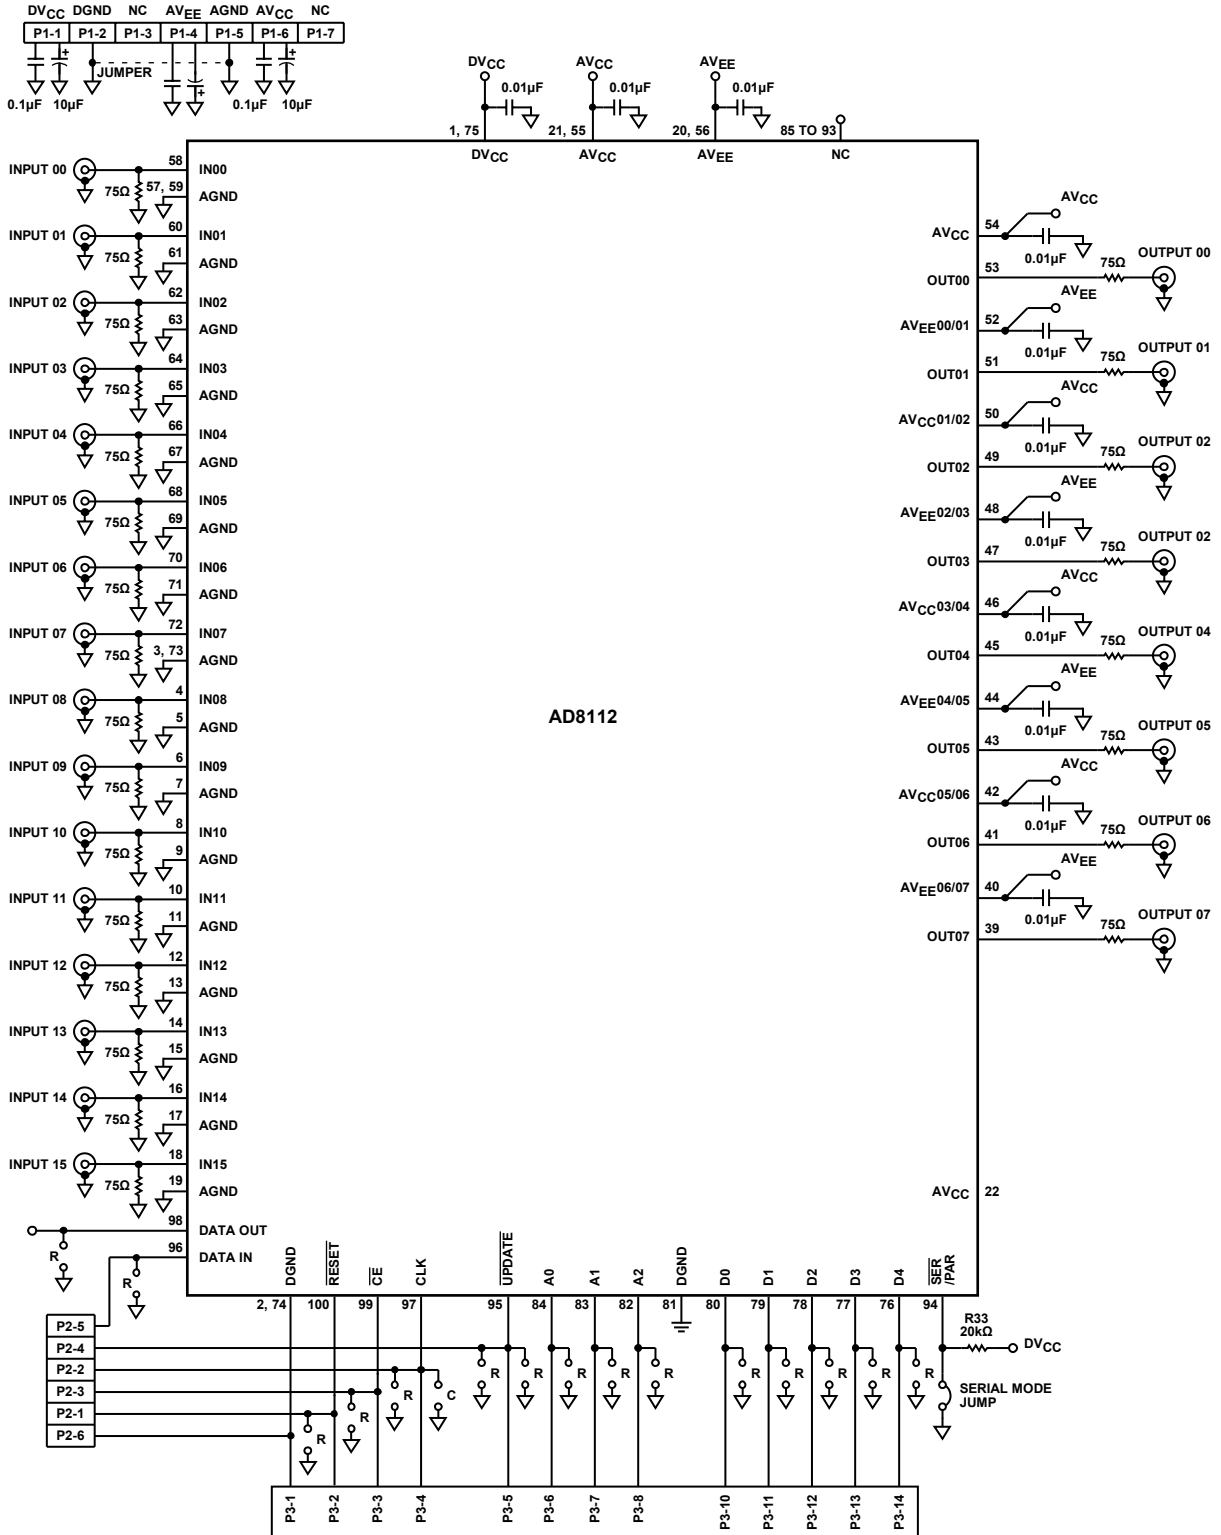 DVCC DGND NC AVEE AGND AVCC NC
P1-1 P1-2 P1-3 P1-4 P1-5 P1-6 P1-7
+ +
JUMPER
+
0.1µF 10µF 0.1µF 10µF
DVCC AVCC AVEE
0.01µF 0.01µF 0.01µF
1, 75 21, 55 20, 56 85 TO 93
DVCC AVCC AVEE NC
AD8112
INPUT 00 58 IN00
75Ω 57, 59 AGND
INPUT 01 60 IN01
75Ω 61 AGND
INPUT 02 62 IN02
75Ω 63 AGND
INPUT 03 64 IN03
75Ω 65 AGND
INPUT 04 66 IN04
75Ω 67 AGND
INPUT 05 68 IN05
75Ω 69 AGND
INPUT 06 70 IN06
75Ω 71 AGND
INPUT 07 72 IN07
75Ω 3, 73 AGND
INPUT 08 4 IN08
75Ω 5 AGND
INPUT 09 6 IN09
75Ω 7 AGND
INPUT 10 8 IN10
75Ω 9 AGND
INPUT 11 10 IN11
75Ω 11 AGND
INPUT 12 12 IN12
75Ω 13 AGND
INPUT 13 14 IN13
75Ω 15 AGND
INPUT 14 16 IN14
75Ω 17 AGND
INPUT 15 18 IN15
75Ω 19 AGND
98 DATA OUT
R
96 DATA IN
R
AVCC
AVCC 54
0.01µF
OUT00 53 75Ω OUTPUT 00
AVEE
AVEE00/01 52
0.01µF
OUT01 51 75Ω OUTPUT 01
AVCC
AVCC01/02 50
0.01µF
OUT02 49 75Ω OUTPUT 02
AVEE
AVEE02/03 48
0.01µF
OUT03 47 75Ω OUTPUT 02
AVCC
AVCC03/04 46
0.01µF
OUT04 45 75Ω OUTPUT 04
AVEE
AVEE04/05 44
0.01µF
OUT05 43 75Ω OUTPUT 05
AVCC
AVCC05/06 42
0.01µF
OUT06 41 75Ω OUTPUT 06
AVEE
AVEE06/07 40
0.01µF
OUT07 39 75Ω OUTPUT 07
AVCC 22
DGND RESET CE CLK UPDATE A0 A1 A2 DGND D0 D1 D2 D3 D4 SER
/PAR
2, 74 100 99 97 95 84 83 82 81 80 79 78 77 76 94
R33
20kΩ
DVCC
P2-5
P2-4
P2-2
P2-3
P2-1
P2-6
R R R C R R R R R R R R R R
SERIAL MODE
JUMP
P3-1 P3-2 P3-3 P3-4 P3-5 P3-6 P3-7 P3-8 P3-10 P3-11 P3-12 P3-13 P3-14